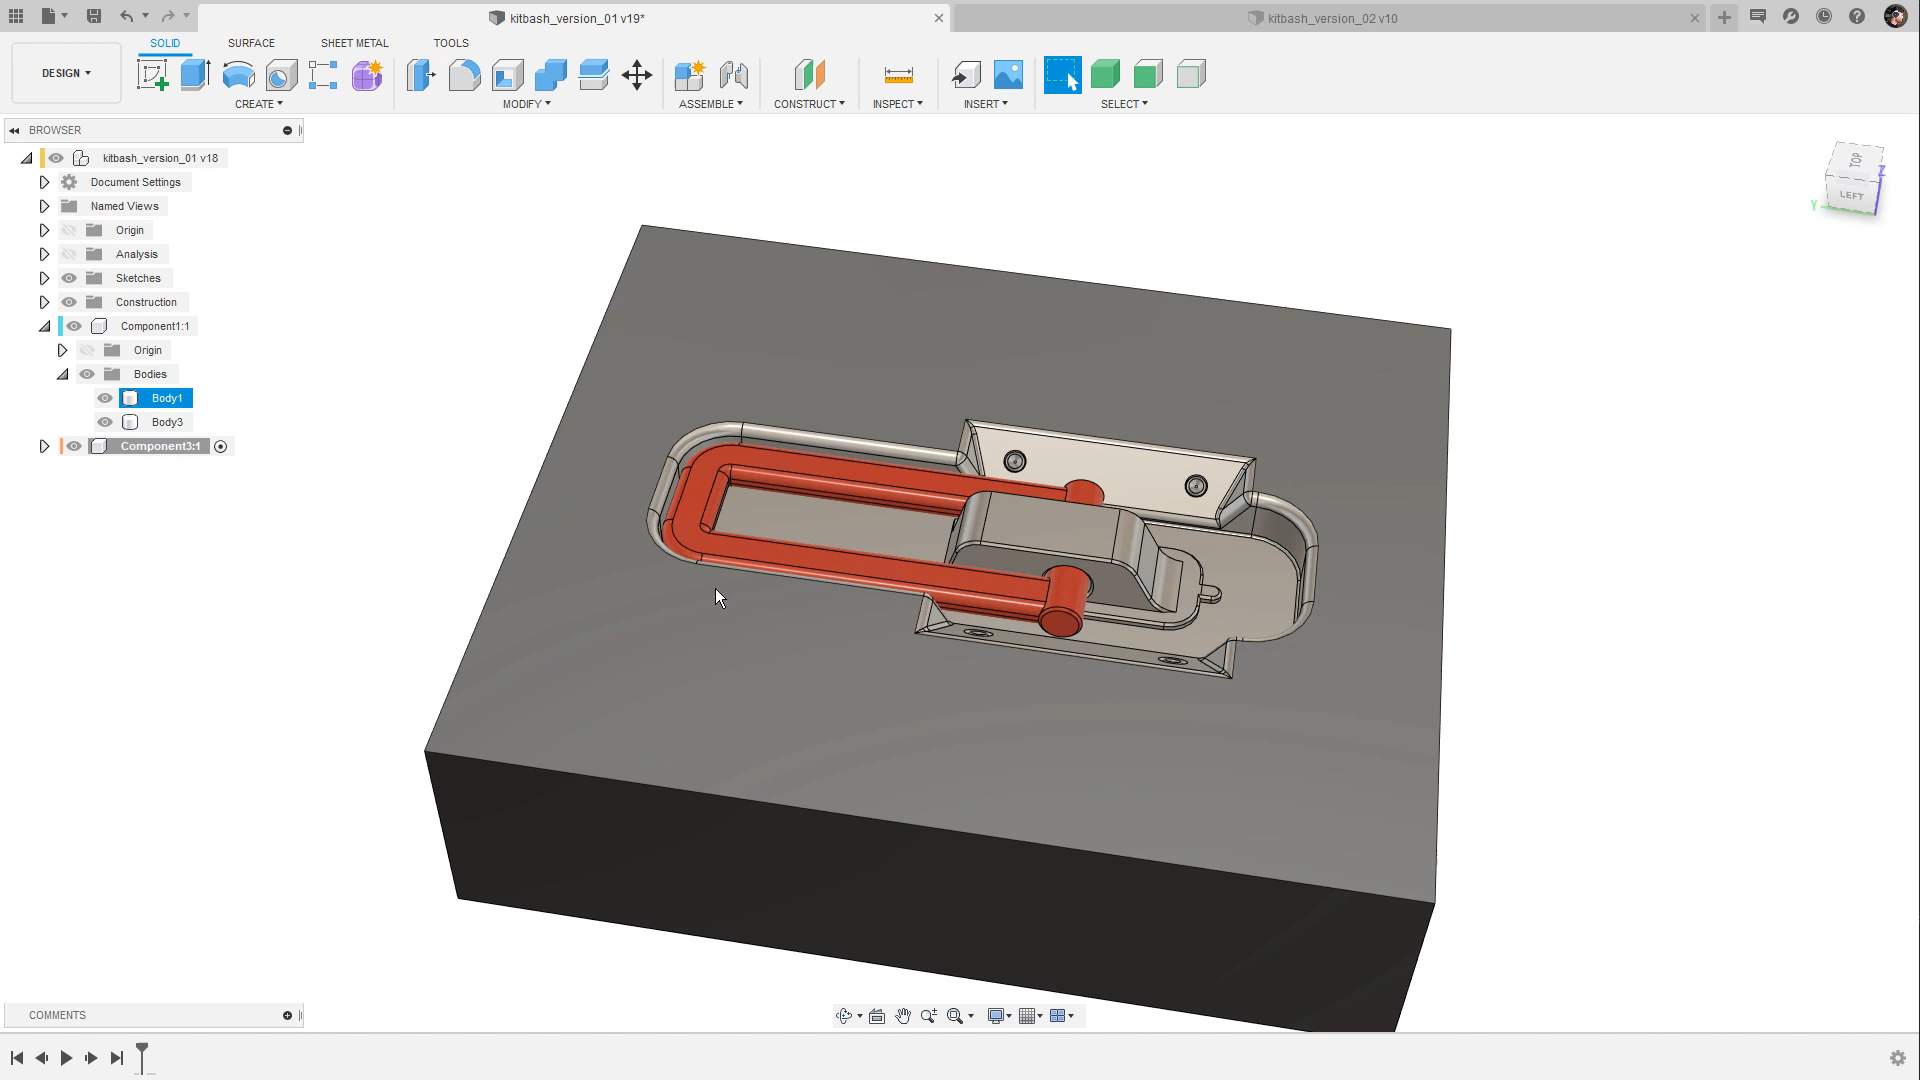 kitbash_version_01 v19*
kitbash_version_02 v10
DESIGN
SOLID
SURFACE
SHEET METAL
TOOLS
CREATE
MODIFY
ASSEMBLE
CONSTRUCT
INSPECT
INSERT
SELECT
BROWSER
kitbash_version_01 v18
Document Settings
Named Views
Origin
Analysis
Sketches
Construction
Component1:1
Origin
Bodies
Body1
Body3
Component3:1
TOP
LEFT
Z
Y
COMMENTS